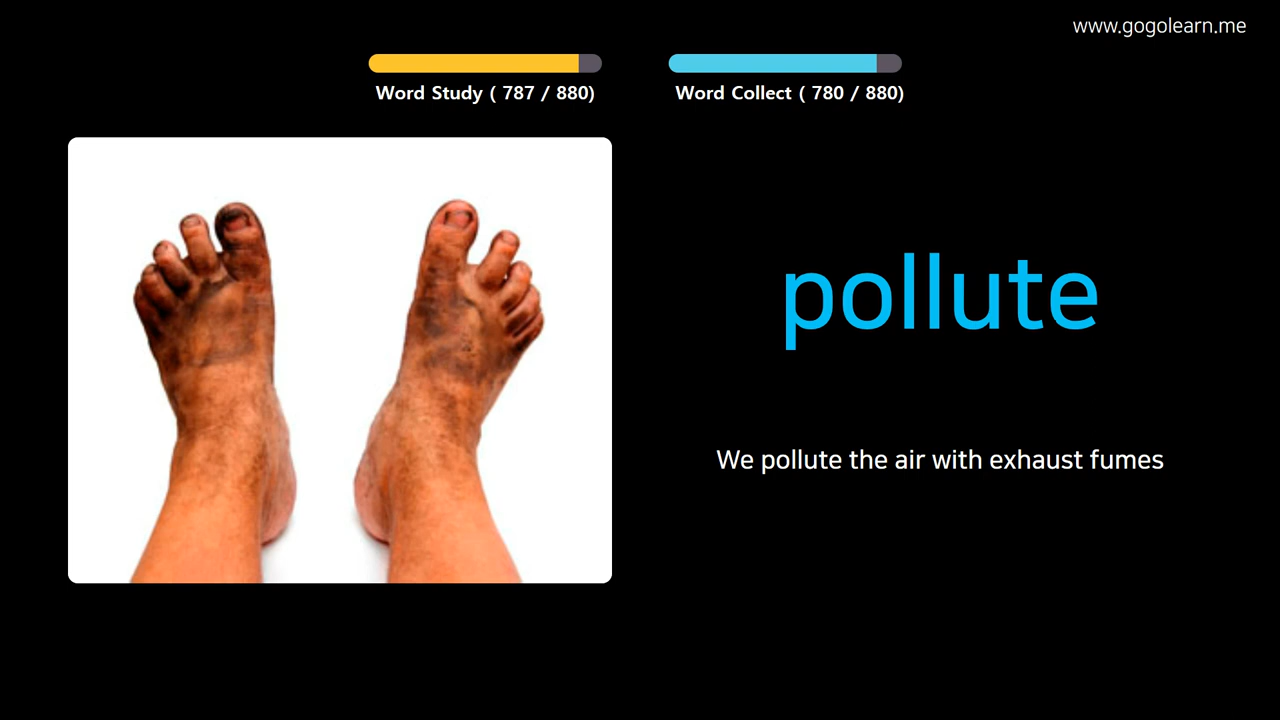 www.gogolearn.me
Word Study ( 787 / 880)
Word Collect ( 780 / 880)
pollute
We pollute the air with exhaust fumes